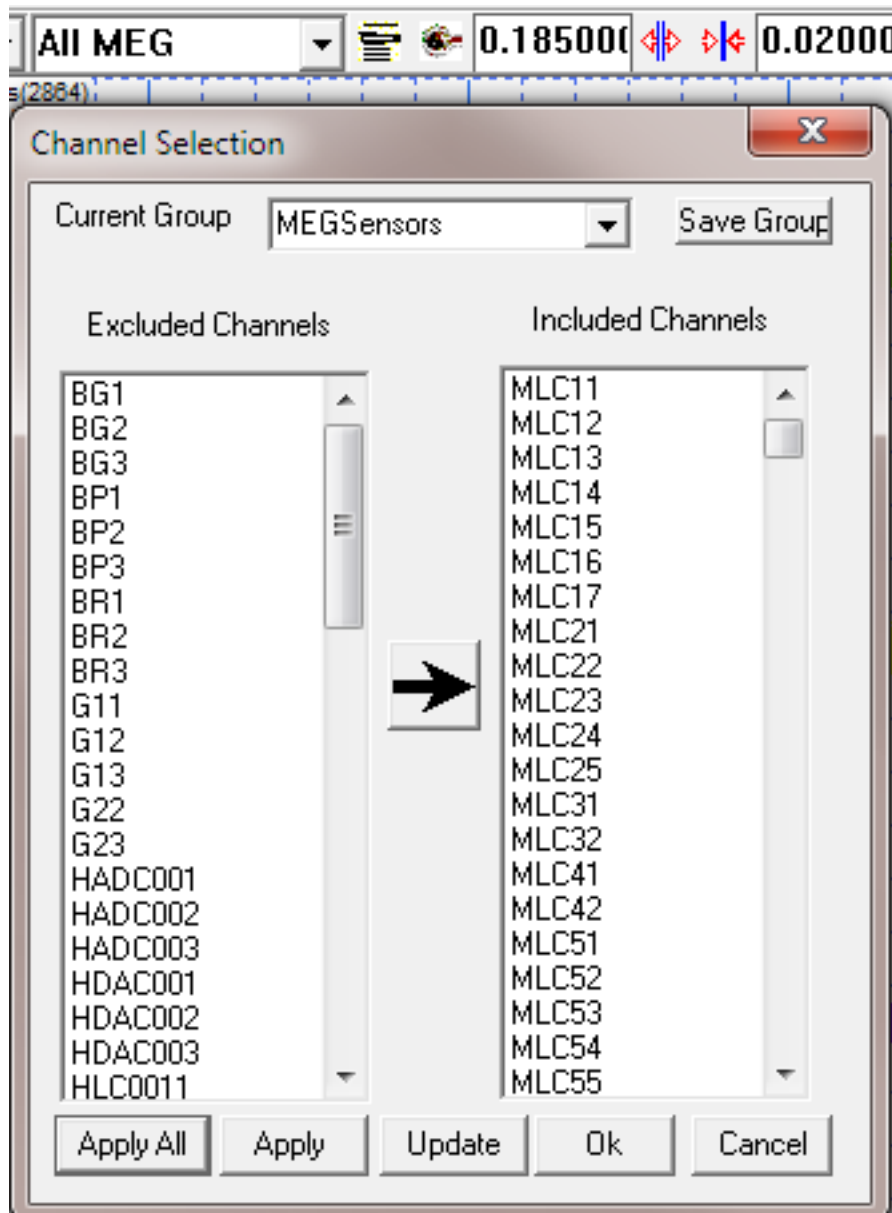 All MEG 0.185000 0.02000
s(2864)
Channel Selection
Current Group MEGSensors Save Group
Excluded Channels Included Channels
BG1 MLC11
BG2 MLC12
BG3 MLC13
BP1 MLC14
BP2 MLC15
BP3 MLC16
BR1 MLC17
BR2 MLC21
BR3 MLC22
G11 MLC23
G12 MLC24
G13 MLC25
G22 MLC31
G23 MLC32
HADC001 MLC41
HADC002 MLC42
HADC003 MLC51
HDAC001 MLC52
HDAC002 MLC53
HDAC003 MLC54
HLC0011 MLC55
Apply All Apply Update Ok Cancel